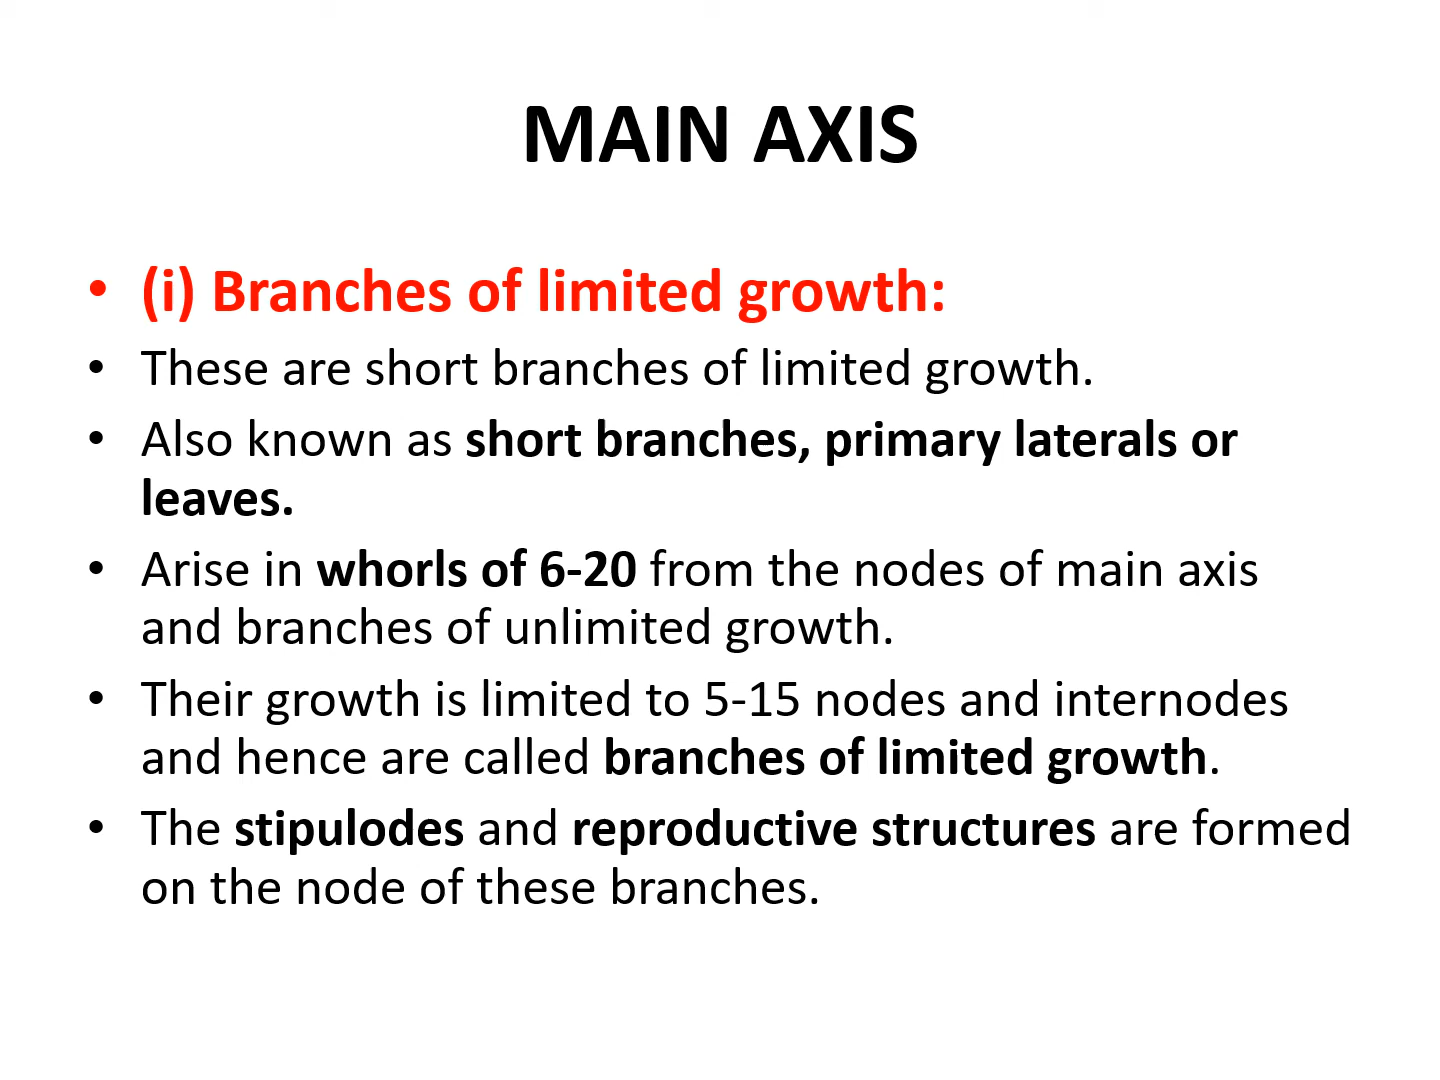 MAIN AXIS
• (i) Branches of limited growth:
• These are short branches of limited growth.
• Also known as short branches, primary laterals or
leaves.
• Arise in whorls of 6-20 from the nodes of main axis
and branches of unlimited growth.
• Their growth is limited to 5-15 nodes and internodes
and hence are called branches of limited growth.
• The stipulodes and reproductive structures are formed
on the node of these branches.